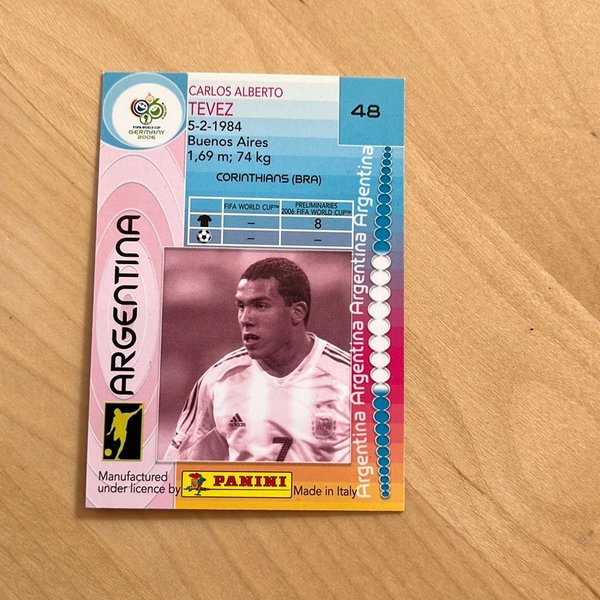 CARLOS ALBERTO
TEVEZ
48
5-2-1984
Buenos Aires
1,69 m; 74 kg
CORINTHIANS (BRA)
FIFA WORLD CUP™
PRELIMINARIES
2006 FIFA WORLD CUP™
– 8
– –
FIFA WORLD CUP
GERMANY
2006
ARGENTINA
Argentina Argentina Argentina Argentina
7
Manufactured
under licence by
PANINI
Made in Italy